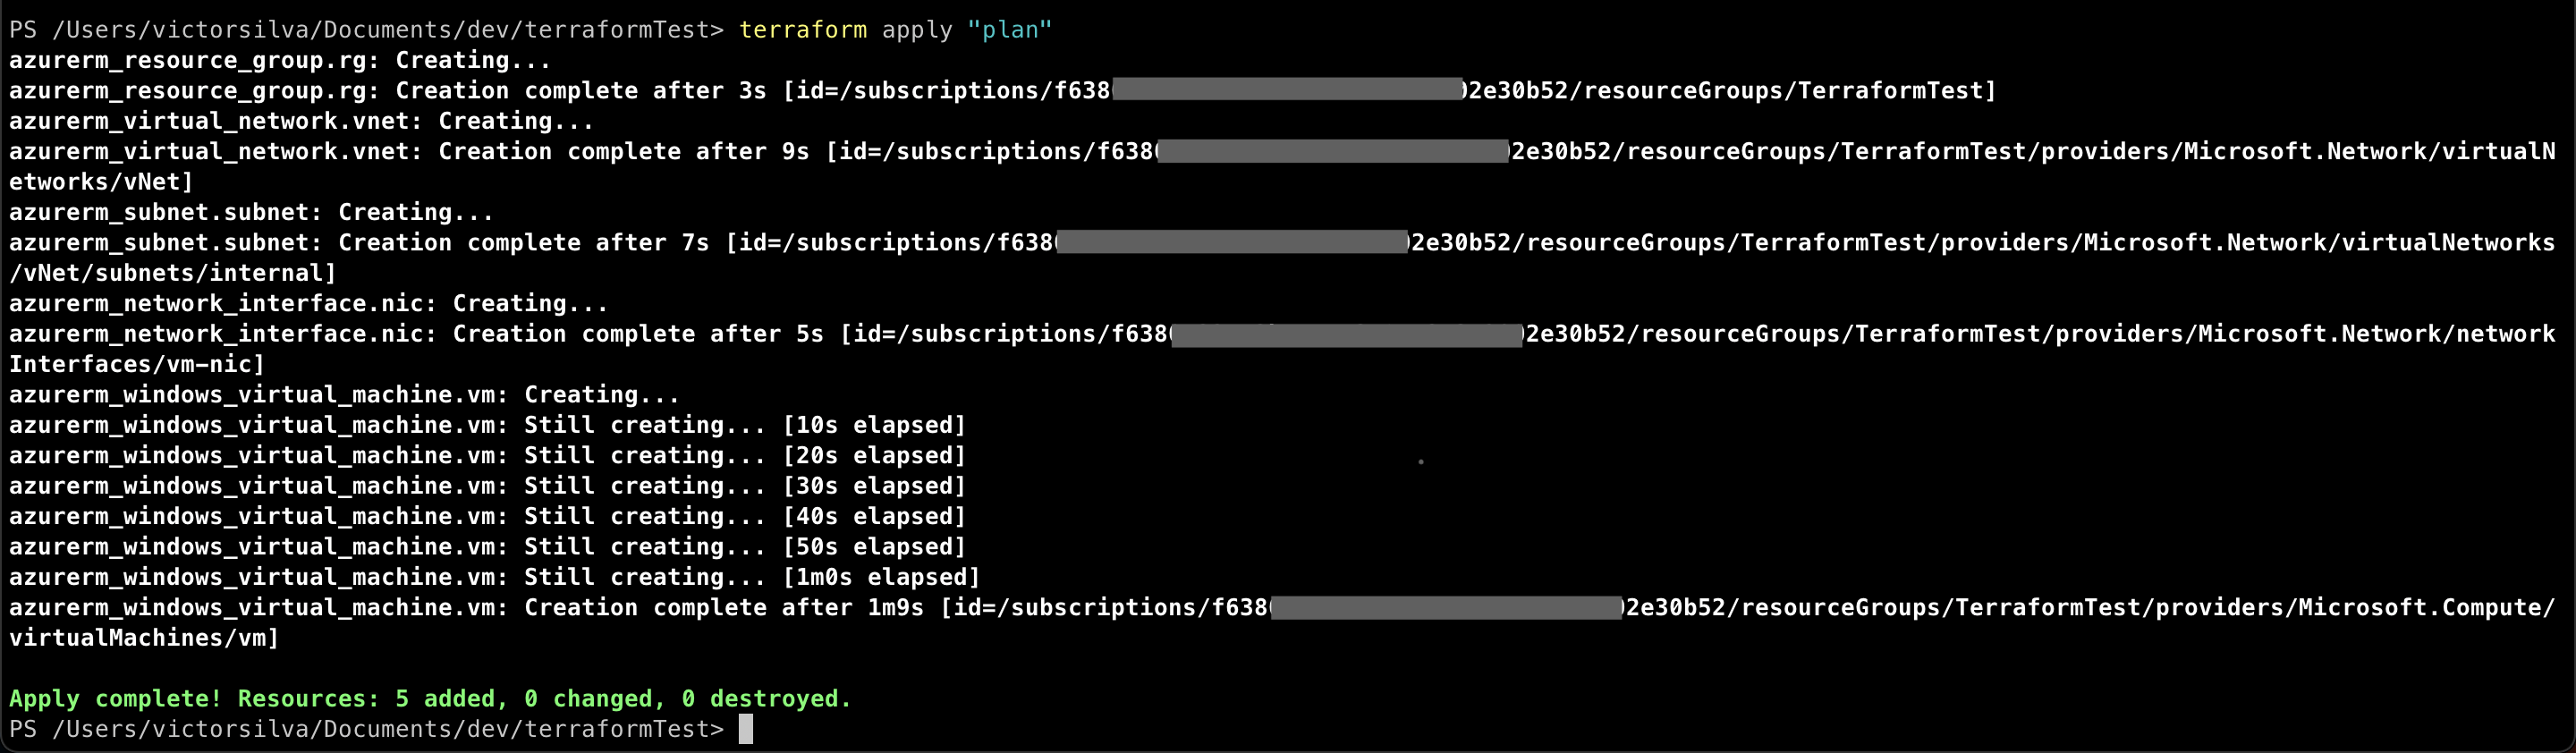 PS /Users/victorsilva/Documents/dev/terraformTest> terraform apply "plan"
azurerm_resource_group.rg: Creating...
azurerm_resource_group.rg: Creation complete after 3s [id=/subscriptions/f638 2e30b52/resourceGroups/TerraformTest]
azurerm_virtual_network.vnet: Creating...
azurerm_virtual_network.vnet: Creation complete after 9s [id=/subscriptions/f638 2e30b52/resourceGroups/TerraformTest/providers/Microsoft.Network/virtualN
etworks/vNet]
azurerm_subnet.subnet: Creating...
azurerm_subnet.subnet: Creation complete after 7s [id=/subscriptions/f638 2e30b52/resourceGroups/TerraformTest/providers/Microsoft.Network/virtualNetworks
/vNet/subnets/internal]
azurerm_network_interface.nic: Creating...
azurerm_network_interface.nic: Creation complete after 5s [id=/subscriptions/f638 2e30b52/resourceGroups/TerraformTest/providers/Microsoft.Network/network
Interfaces/vm-nic]
azurerm_windows_virtual_machine.vm: Creating...
azurerm_windows_virtual_machine.vm: Still creating... [10s elapsed]
azurerm_windows_virtual_machine.vm: Still creating... [20s elapsed]
azurerm_windows_virtual_machine.vm: Still creating... [30s elapsed]
azurerm_windows_virtual_machine.vm: Still creating... [40s elapsed]
azurerm_windows_virtual_machine.vm: Still creating... [50s elapsed]
azurerm_windows_virtual_machine.vm: Still creating... [1m0s elapsed]
azurerm_windows_virtual_machine.vm: Creation complete after 1m9s [id=/subscriptions/f638 2e30b52/resourceGroups/TerraformTest/providers/Microsoft.Compute/
virtualMachines/vm]
Apply complete! Resources: 5 added, 0 changed, 0 destroyed.
PS /Users/victorsilva/Documents/dev/terraformTest>